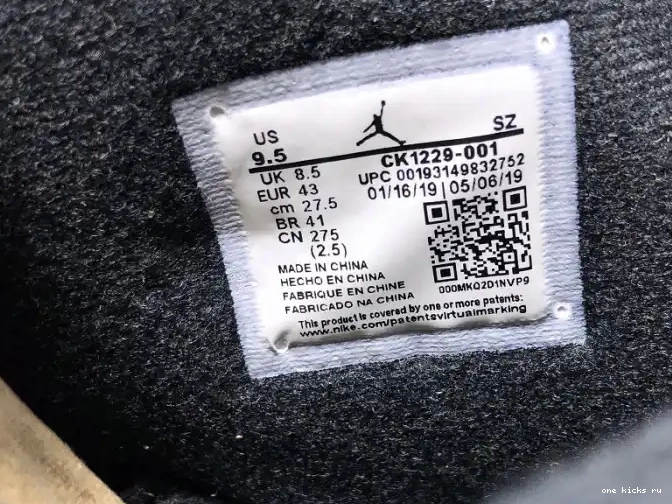 US
9.5
SZ
CK1229-001
UPC 00193149832752
01/16/19 | 05/06/19
UK 8.5
EUR 43
cm 27.5
BR 41
CN 275
(2.5)
MADE IN CHINA
HECHO EN CHINA
FABRIQUE EN CHINE
FABRICADO NA CHINA
000MKQ2D1NVP9
This product is covered by one or more patents:
www.nike.com/patentsvirtualmarking
one kicks ru